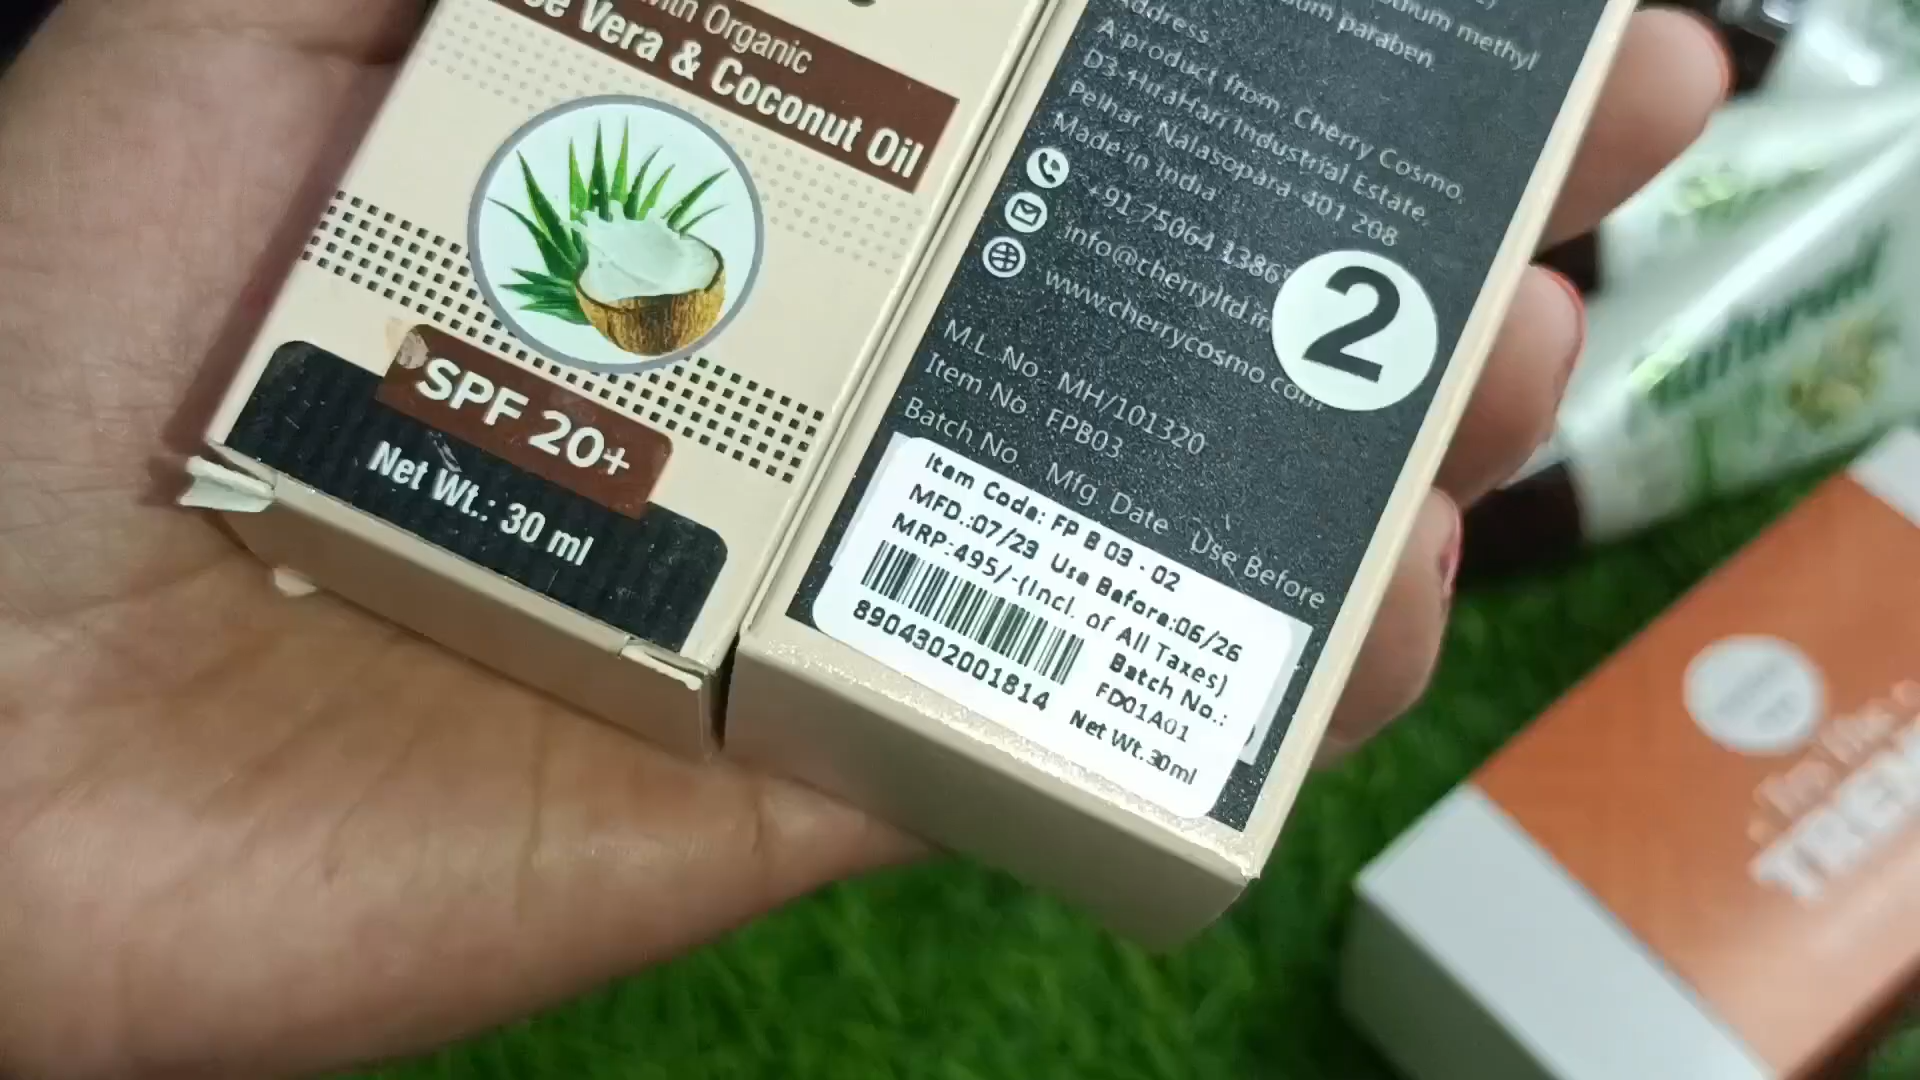 with Organic
Vera & Coconut Oil
SPF 20+
Net Wt.: 30 ml
methyl
paraben.
Address
A product from, Cherry Cosmo,
D3-HiraHari Industrial Estate,
Pelhar, Nalasopara 401 208
Made in India.
+91 75064 1386
info@cherryltd.in
www.cherrycosmo.com
2
M.L. No. MH/101320
Item No. FPB03
Batch No. Mfg. Date Use Before
Item Code: FP B 03 - 02
MFD.:07/23 Use Before:06/26
MRP:495/-(Incl. of All Taxes)
8904302001814
Batch No.:
FD01A01
Net Wt.30ml